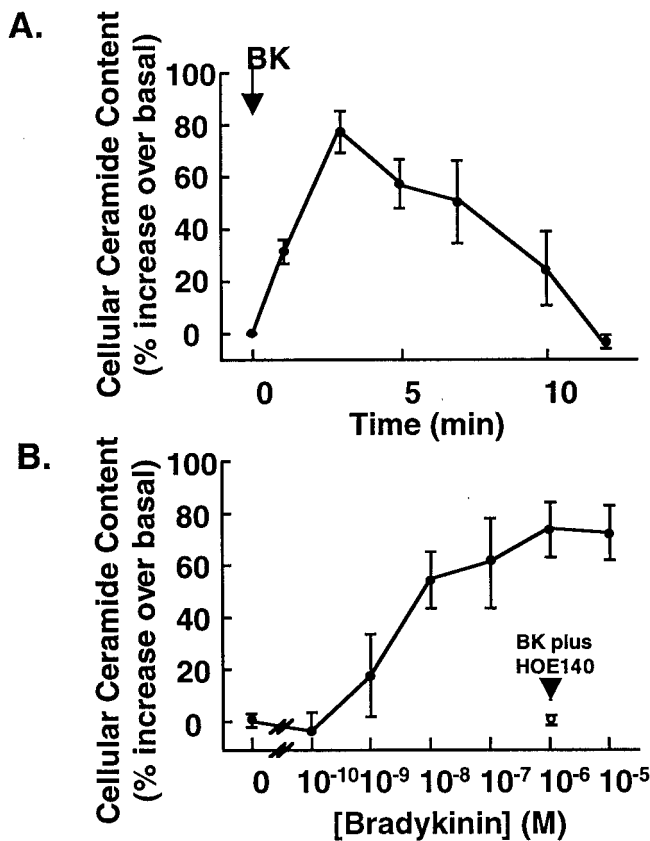 A.
BK
Cellular Ceramide Content
(% increase over basal)
100
80
60
40
20
0
0 5 10
Time (min)
B.
Cellular Ceramide Content
(% increase over basal)
100
80
60
40
20
0
BK plus
HOE140
0 10⁻¹⁰ 10⁻⁹ 10⁻⁸ 10⁻⁷ 10⁻⁶ 10⁻⁵
[Bradykinin] (M)